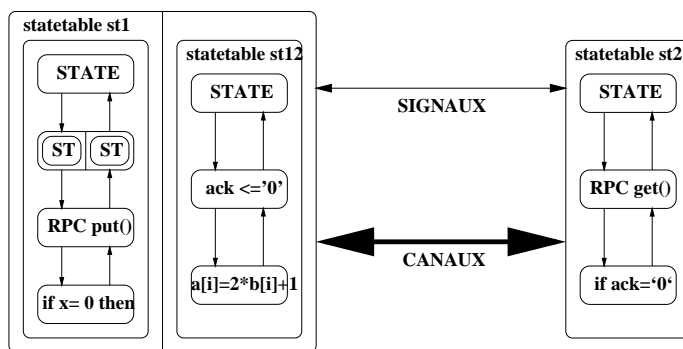 statetable st1
STATE
ST ST
RPC put()
if x= 0 then
statetable st12
STATE
ack <=’0’
a[i]=2*b[i]+1
SIGNAUX
CANAUX
statetable st2
STATE
RPC get()
if ack=‘0‘